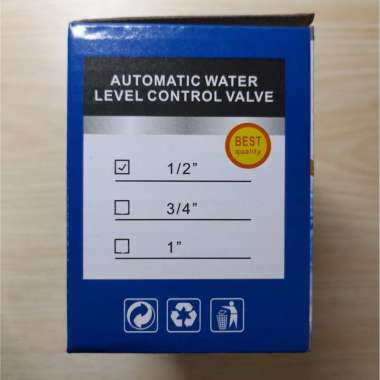 AUTOMATIC WATER
LEVEL CONTROL VALVE
BEST
quality
1/2”
3/4”
1”